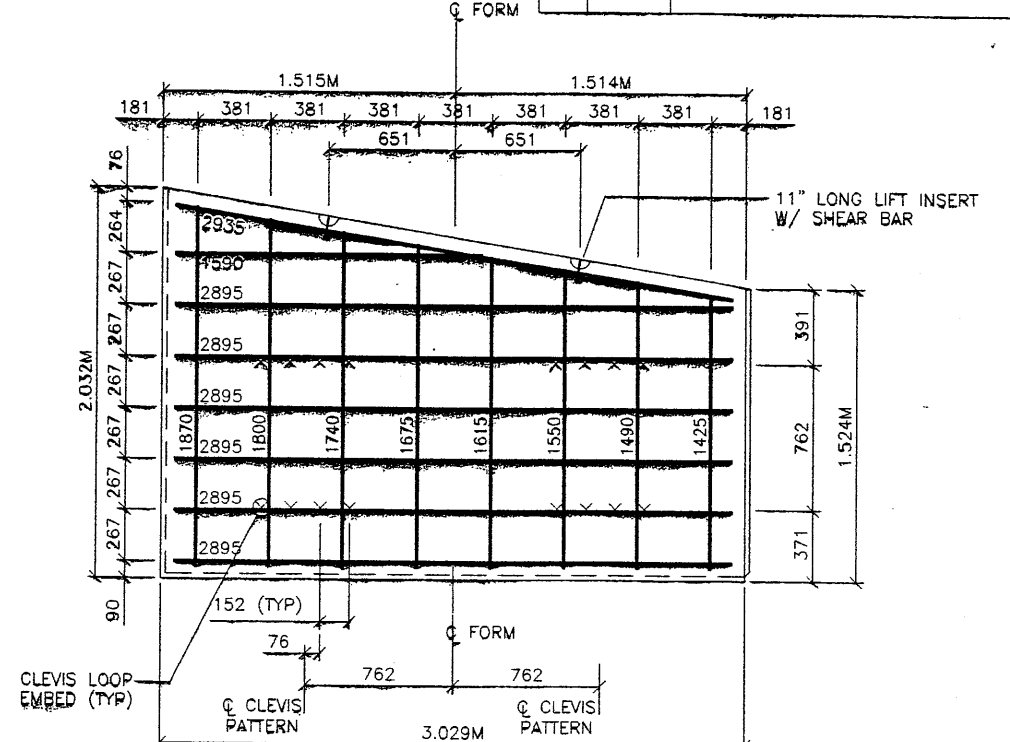 ℄ FORM
1.515M
1.514M
181
381
381
381
381
381
381
381
181
651
651
76
11" LONG LIFT INSERT
W/ SHEAR BAR
264
2935
267
1590
2895
267
391
2895
267
2.032M
2895
267
1870
1800
1740
1675
1615
1550
1490
1425
762
1.524M
2895
267
2895
267
371
2895
90
152 (TYP)
76
℄ FORM
762
762
CLEVIS LOOP
EMBED (TYP)
℄ CLEVIS
PATTERN
℄ CLEVIS
PATTERN
3.029M